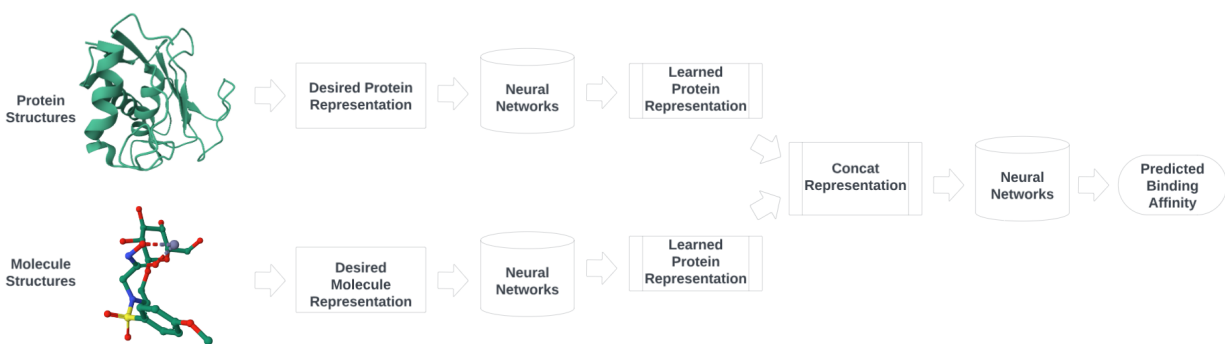 Protein
Structures
Desired Protein
Representation
Neural
Networks
Learned
Protein
Representation
Concat
Representation
Neural
Networks
Predicted
Binding
Affinity
Molecule
Structures
Desired
Molecule
Representation
Neural
Networks
Learned
Protein
Representation